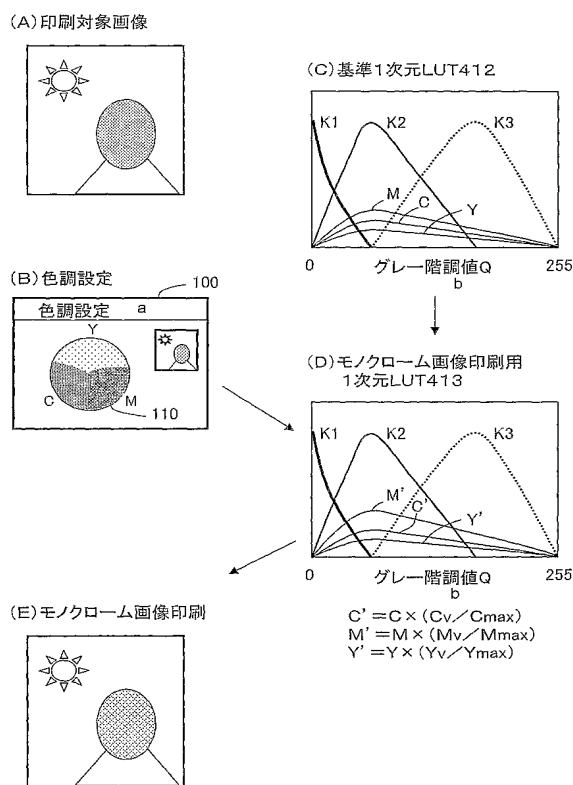 (A)印刷対象画像
(B)色調設定
100
色調設定 a
Y
C
M
110
(C)基準1次元LUT412
K1
K2
K3
M
C
Y
0
グレー階調値Q
255
b
(D)モノクローム画像印刷用
1次元LUT413
K1
K2
K3
M'
C'
Y'
0
グレー階調値Q
255
b
C'=C×(Cv/Cmax)
M'=M×(Mv/Mmax)
Y'=Y×(Yv/Ymax)
(E)モノクローム画像印刷